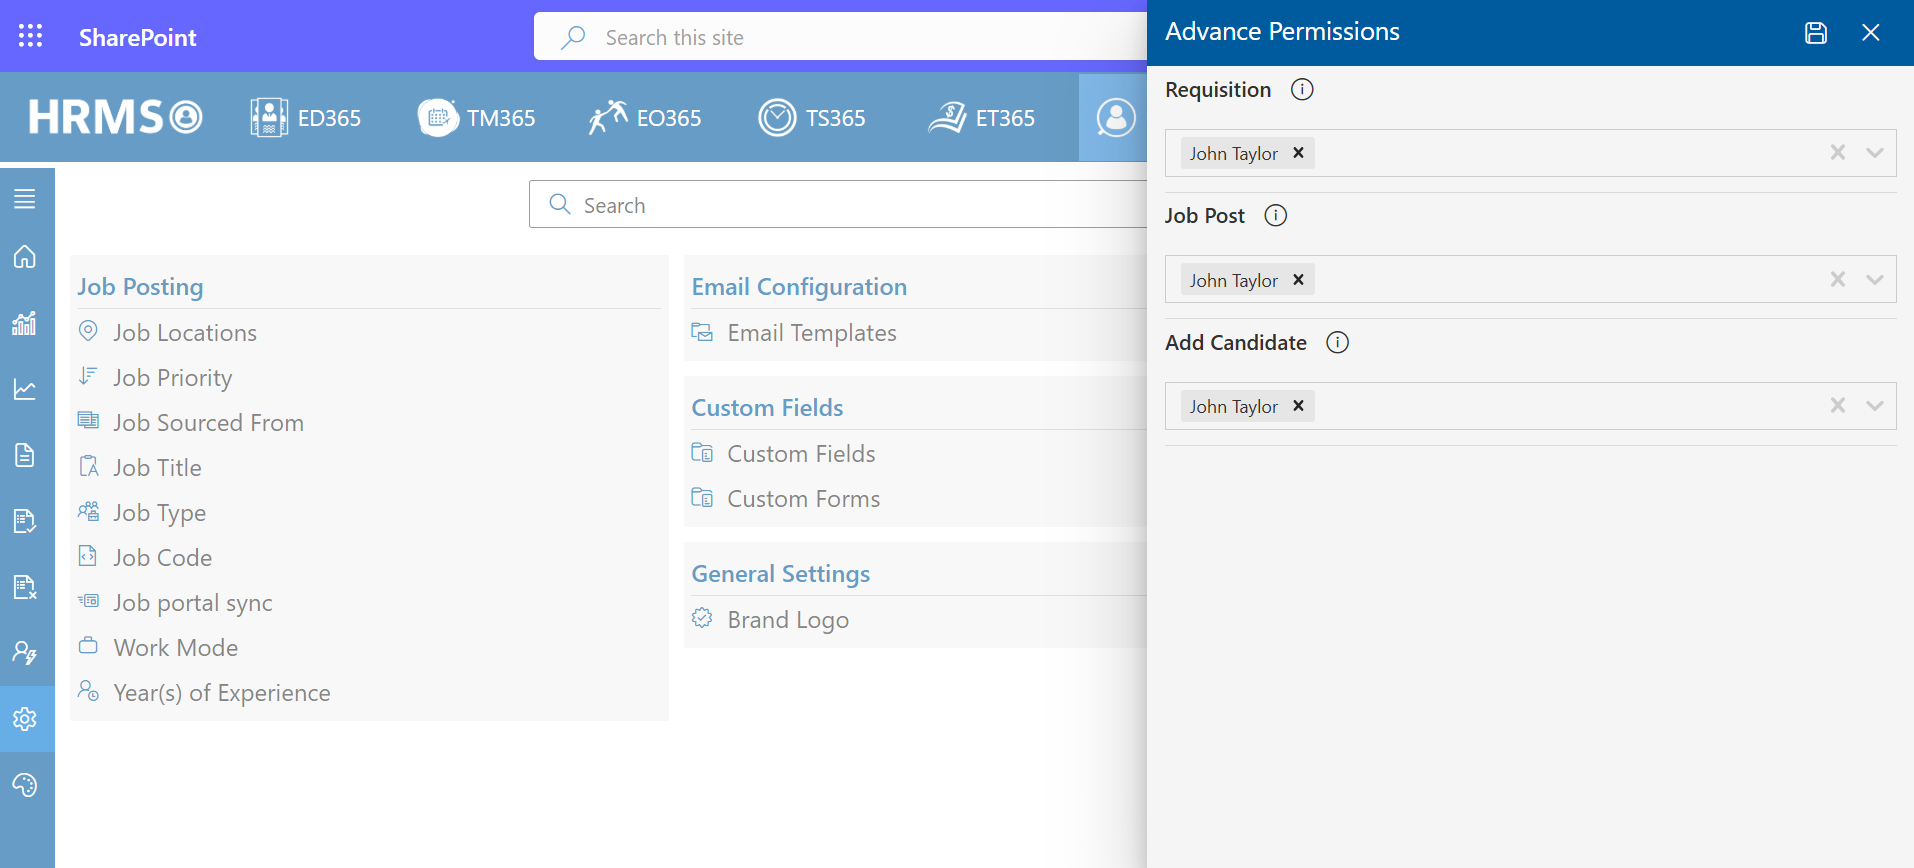 SharePoint
Search this site
HRMS
ED365
TM365
EO365
TS365
ET365
Search
Job Posting
Job Locations
Job Priority
Job Sourced From
Job Title
Job Type
Job Code
Job portal sync
Work Mode
Year(s) of Experience
Email Configuration
Email Templates
Custom Fields
Custom Fields
Custom Forms
General Settings
Brand Logo
Advance Permissions
Requisition
John Taylor
Job Post
John Taylor
Add Candidate
John Taylor